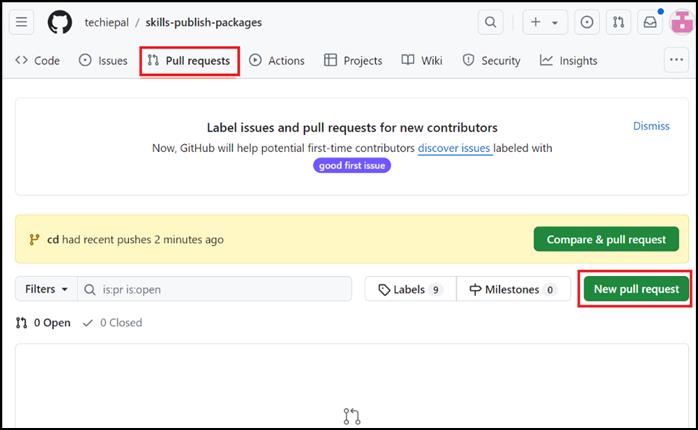 techiepal / skills-publish-packages
Code Issues Pull requests Actions Projects Wiki Security Insights
Label issues and pull requests for new contributors
Dismiss
Now, GitHub will help potential first-time contributors discover issues labeled with
good first issue
cd had recent pushes 2 minutes ago
Compare & pull request
Filters is:pr is:open Labels 9 Milestones 0 New pull request
0 Open 0 Closed